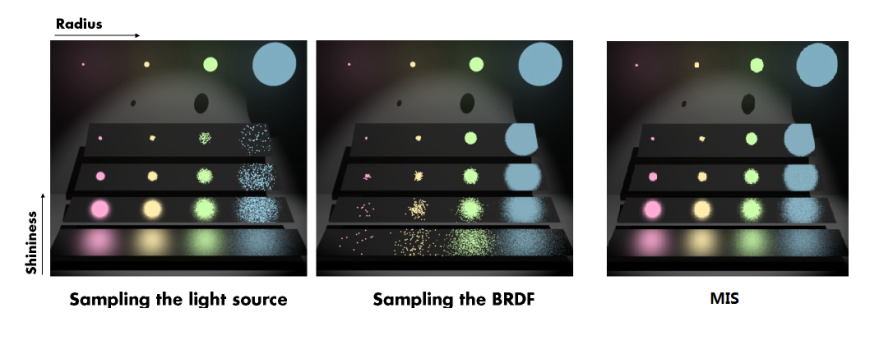 Radius
Shininess
Sampling the light source
Sampling the BRDF
MIS